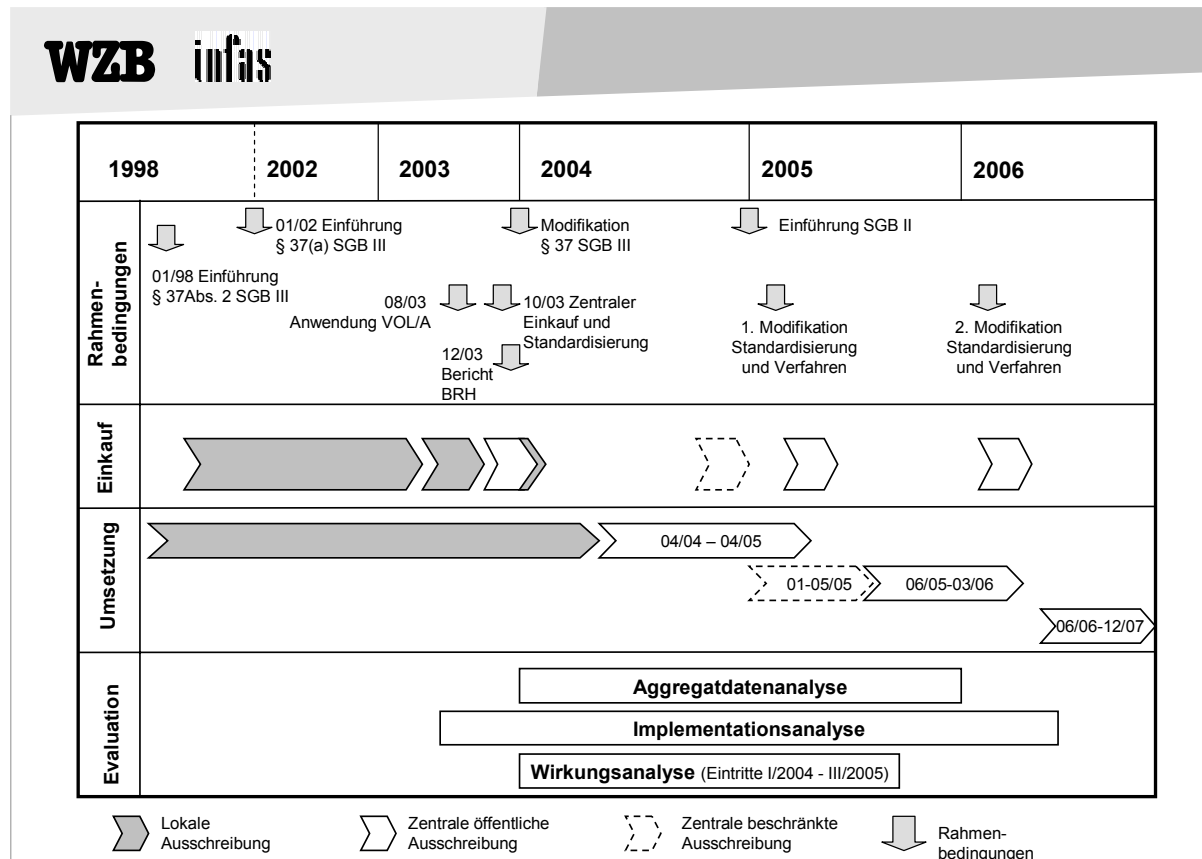 WZB infas
1998 2002 2003 2004 2005 2006
Rahmen-
bedingungen
01/98 Einführung
§ 37Abs. 2 SGB III
01/02 Einführung
§ 37(a) SGB III
Modifikation
§ 37 SGB III
Einführung SGB II
08/03
Anwendung VOL/A
10/03 Zentraler
Einkauf und
Standardisierung
12/03
Bericht
BRH
1. Modifikation
Standardisierung
und Verfahren
2. Modifikation
Standardisierung
und Verfahren
Einkauf
Umsetzung
04/04 – 04/05
01-05/05
06/05-03/06
06/06-12/07
Evaluation
Aggregatdatenanalyse
Implementationsanalyse
Wirkungsanalyse (Eintritte I/2004 - III/2005)
Lokale
Ausschreibung
Zentrale öffentliche
Ausschreibung
Zentrale beschränkte
Ausschreibung
Rahmen-
bedingungen